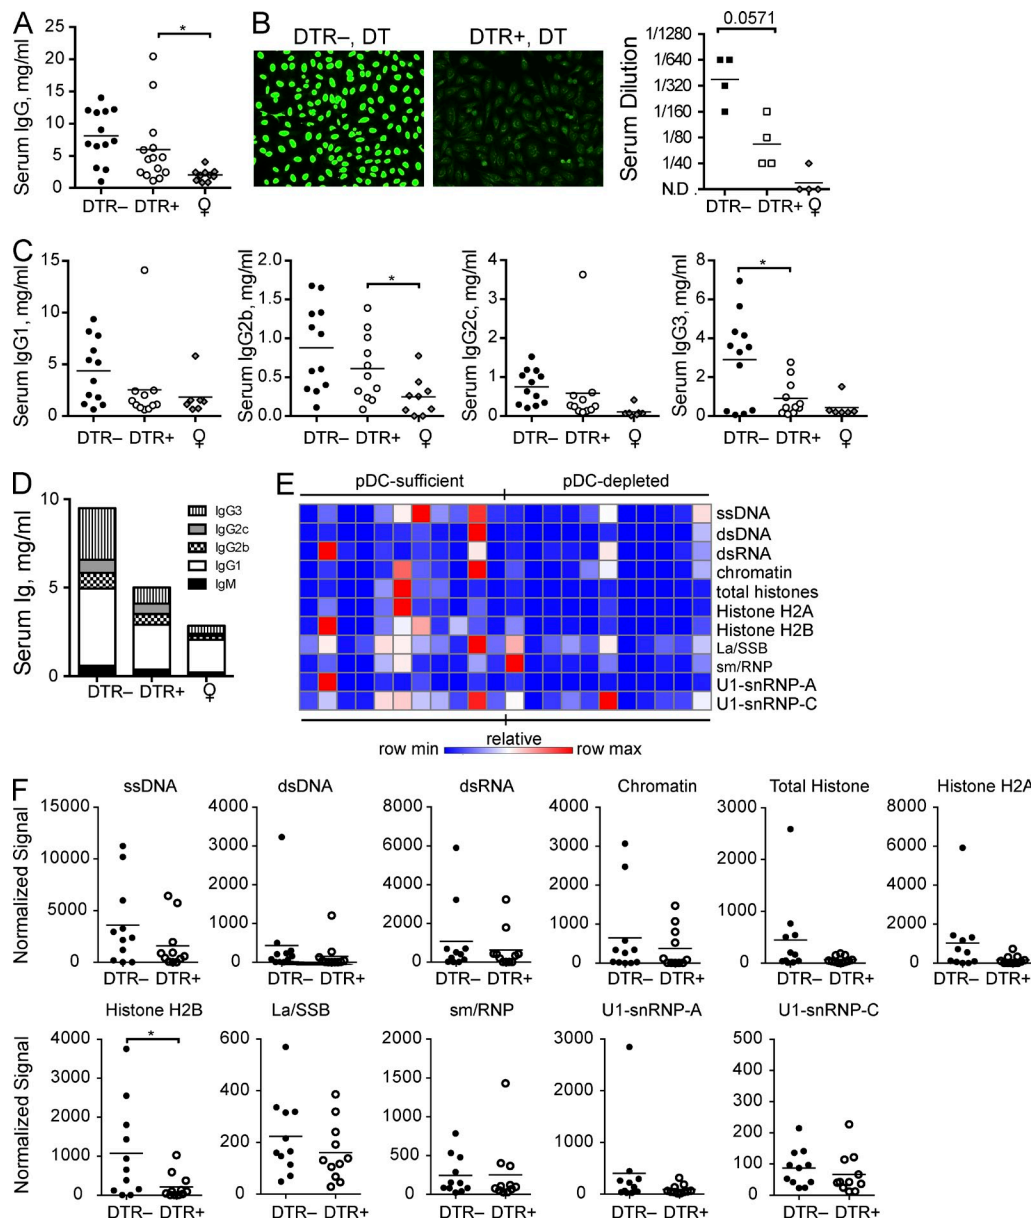 A
Serum IgG, mg/ml
25
20
15
10
5
0
*
DTR– DTR+ ♀
B
DTR–, DT
DTR+, DT
Serum Dilution
0.0571
1/1280
1/640
1/320
1/160
1/80
1/40
N.D.
DTR– DTR+ ♀
C
Serum IgG1, mg/ml
15
10
5
0
DTR– DTR+ ♀
Serum IgG2b, mg/ml
2.0
1.5
1.0
0.5
0.0
*
DTR– DTR+ ♀
Serum IgG2c, mg/ml
4
3
2
1
0
DTR– DTR+ ♀
Serum IgG3, mg/ml
8
6
4
2
0
*
DTR– DTR+ ♀
D
Serum Ig, mg/ml
10
5
0
IgG3
IgG2c
IgG2b
IgG1
IgM
DTR– DTR+ ♀
E
pDC-sufficient pDC-depleted
ssDNA
dsDNA
dsRNA
chromatin
total histones
Histone H2A
Histone H2B
La/SSB
sm/RNP
U1-snRNP-A
U1-snRNP-C
relative
row min row max
F
Normalized Signal
ssDNA
15000
10000
5000
0
DTR– DTR+
dsDNA
4000
3000
2000
1000
0
DTR– DTR+
dsRNA
8000
6000
4000
2000
0
DTR– DTR+
Chromatin
4000
3000
2000
1000
0
DTR– DTR+
Total Histone
3000
2000
1000
0
DTR– DTR+
Histone H2A
8000
6000
4000
2000
0
DTR– DTR+
Normalized Signal
Histone H2B
*
4000
3000
2000
1000
0
DTR– DTR+
La/SSB
600
400
200
0
DTR– DTR+
sm/RNP
2000
1500
1000
500
0
DTR– DTR+
U1-snRNP-A
3000
2000
1000
0
DTR– DTR+
U1-snRNP-C
500
400
300
200
100
0
DTR– DTR+